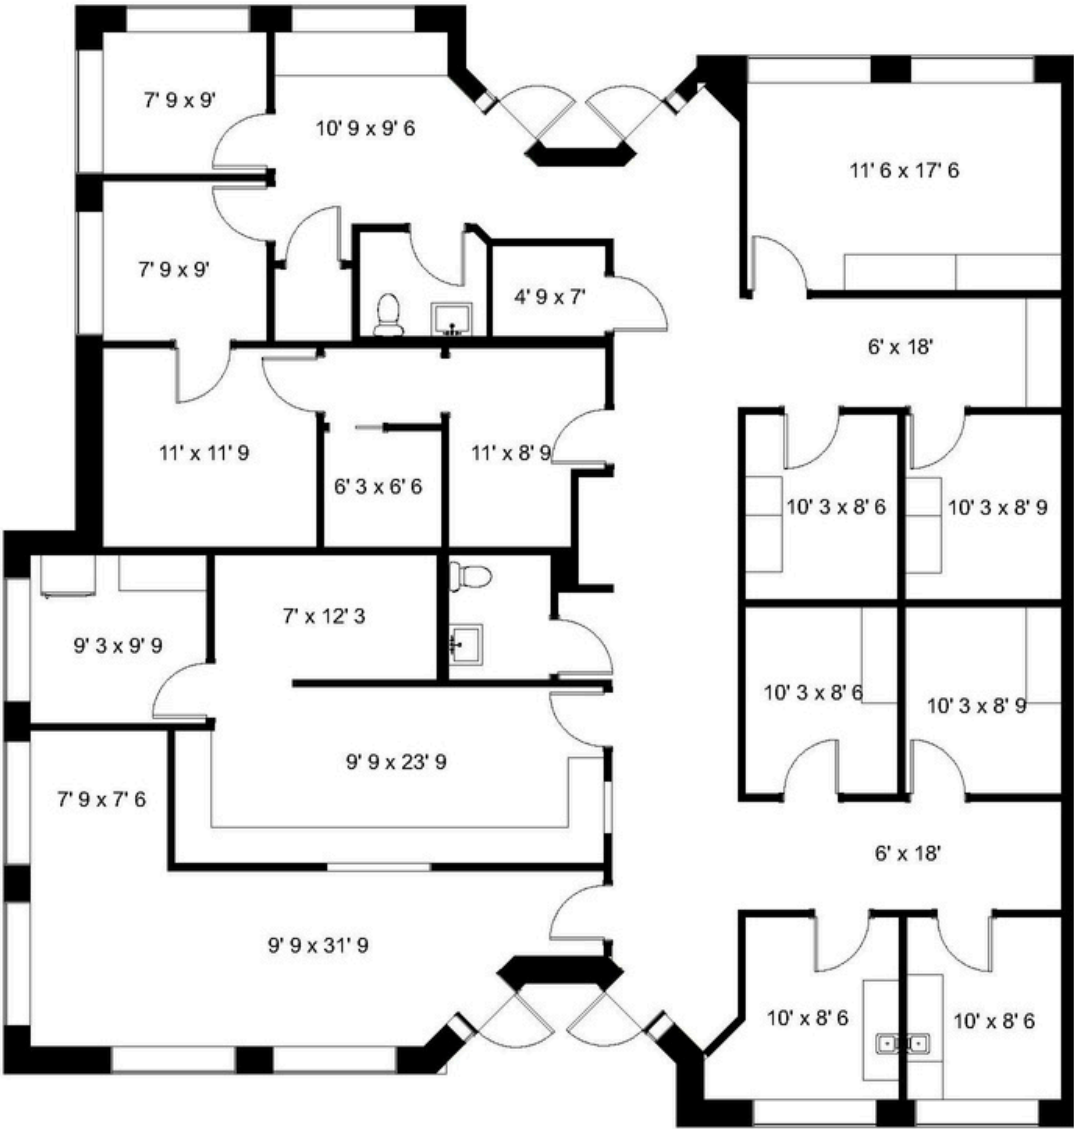 7' 9 x 9'
10' 9 x 9' 6
11' 6 x 17' 6
7' 9 x 9'
4' 9 x 7'
6' x 18'
11' x 11' 9
6' 3 x 6' 6
11' x 8' 9
10' 3 x 8' 6
10' 3 x 8' 9
7' x 12' 3
9' 3 x 9' 9
10' 3 x 8' 6
10' 3 x 8' 9
9' 9 x 23' 9
7' 9 x 7' 6
6' x 18'
9' 9 x 31' 9
10' x 8' 6
10' x 8' 6